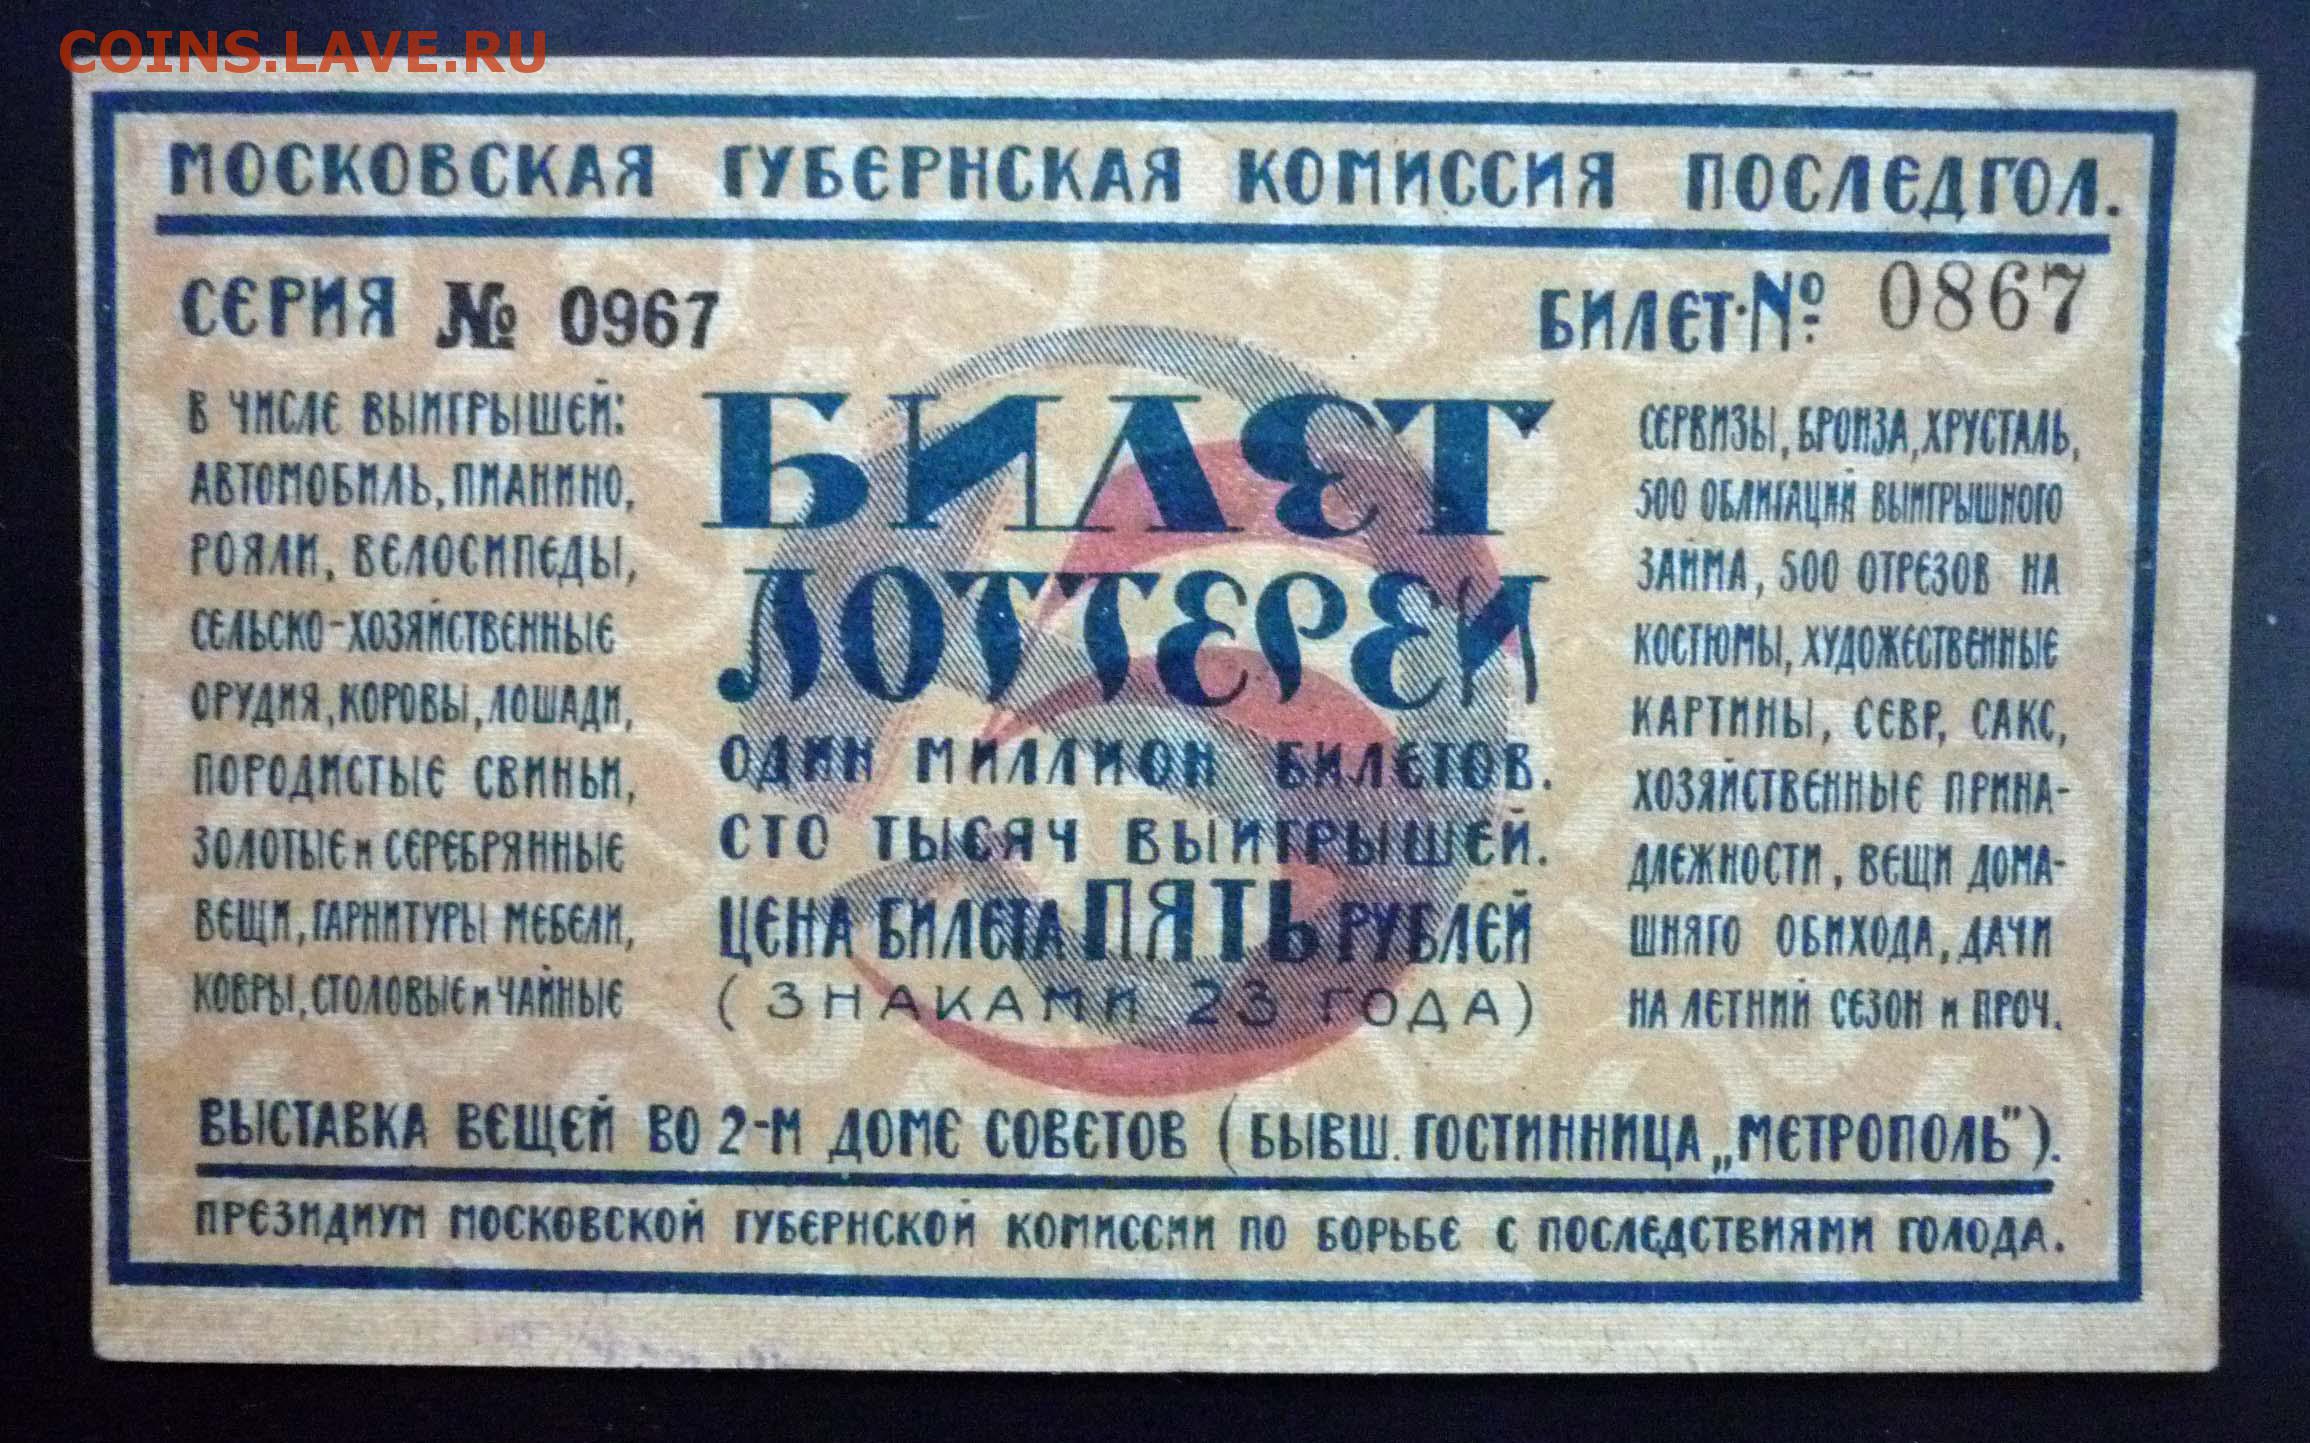 COINS.LAVE.RU
МОСКОВСКАЯ ГУБЕРНСКАЯ КОМИССИЯ ПОСЛЕДГОЛ.
СЕРИЯ № 0967
БИЛЕТ № 0867
В ЧИСЛЕ ВЫИГРЫШЕЙ:
АВТОМОБИЛЬ, ПИАНИНО,
РОЯЛИ, ВЕЛОСИПЕДЫ,
СЕЛЬСКО-ХОЗЯЙСТВЕННЫЕ
ОРУДИЯ, КОРОВЫ, ЛОШАДИ,
ПОРОДИСТЫЕ СВИНЬИ,
ЗОЛОТЫЕ И СЕРЕБРЯННЫЕ
ВЕЩИ, ГАРНИТУРЫ МЕБЕЛИ,
КОВРЫ, СТОЛОВЫЕ И ЧАЙНЫЕ
БИЛЕТ
ЛОТТЕРЕИ
ОДИН МИЛЛИОН БИЛЕТОВ.
СТО ТЫСЯЧ ВЫИГРЫШЕЙ.
ЦЕНА БИЛЕТА ПЯТЬ РУБЛЕЙ
(ЗНАКАМИ 23 ГОДА)
СЕРВИЗЫ, БРОНЗА, ХРУСТАЛЬ,
500 ОБЛИГАЦИЙ ВЫИГРЫШНОГО
ЗАЙМА, 500 ОТРЕЗОВ НА
КОСТЮМЫ, ХУДОЖЕСТВЕННЫЕ
КАРТИНЫ, СЕВР, САКС,
ХОЗЯЙСТВЕННЫЕ ПРИНА-
ДЛЕЖНОСТИ, ВЕЩИ ДОМА-
ШНЯГО ОБИХОДА, ДАЧИ
НА ЛЕТНИЙ СЕЗОН И ПРОЧ.
ВЫСТАВКА ВЕЩЕЙ ВО 2-М ДОМЕ СОВЕТОВ (БЫВШ. ГОСТИННИЦА „МЕТРОПОЛЬ").
ПРЕЗИДИУМ МОСКОВСКОЙ ГУБЕРНСКОЙ КОМИССИИ ПО БОРЬБЕ С ПОСЛЕДСТВИЯМИ ГОЛОДА.